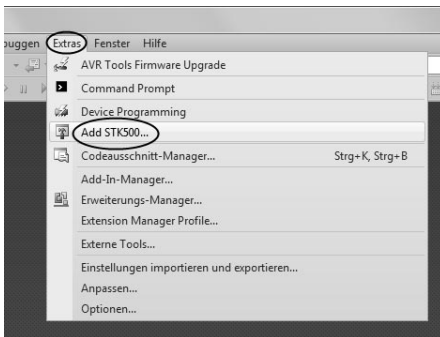 buggen Extras Fenster Hilfe
AVR Tools Firmware Upgrade
Command Prompt
Device Programming
Add STK500...
Codeausschnitt-Manager... Strg+K, Strg+B
Add-In-Manager...
Erweiterungs-Manager...
Extension Manager Profile...
Externe Tools...
Einstellungen importieren und exportieren...
Anpassen...
Optionen...